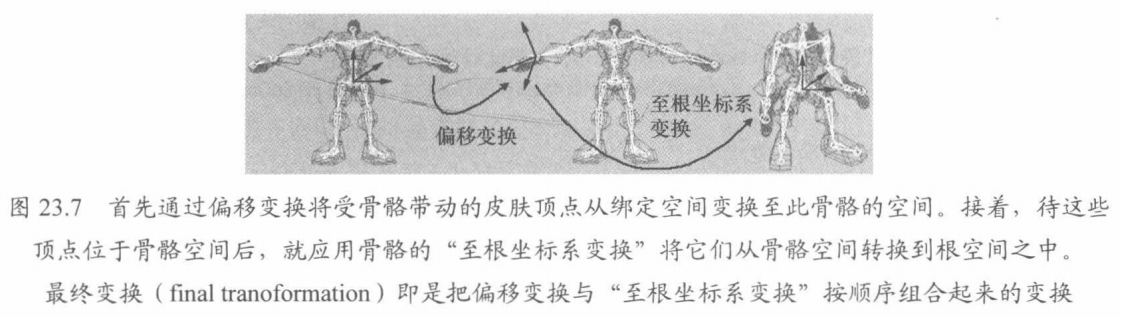 偏移变换
至根坐标系
变换
图 23.7 首先通过偏移变换将受骨骼带动的皮肤顶点从绑定空间变换至此骨骼的空间。接着，待这些
顶点位于骨骼空间后，就应用骨骼的“至根坐标系变换”将它们从骨骼空间转换到根空间之中。
最终变换（final tranoformation）即是把偏移变换与“至根坐标系变换”按顺序组合起来的变换